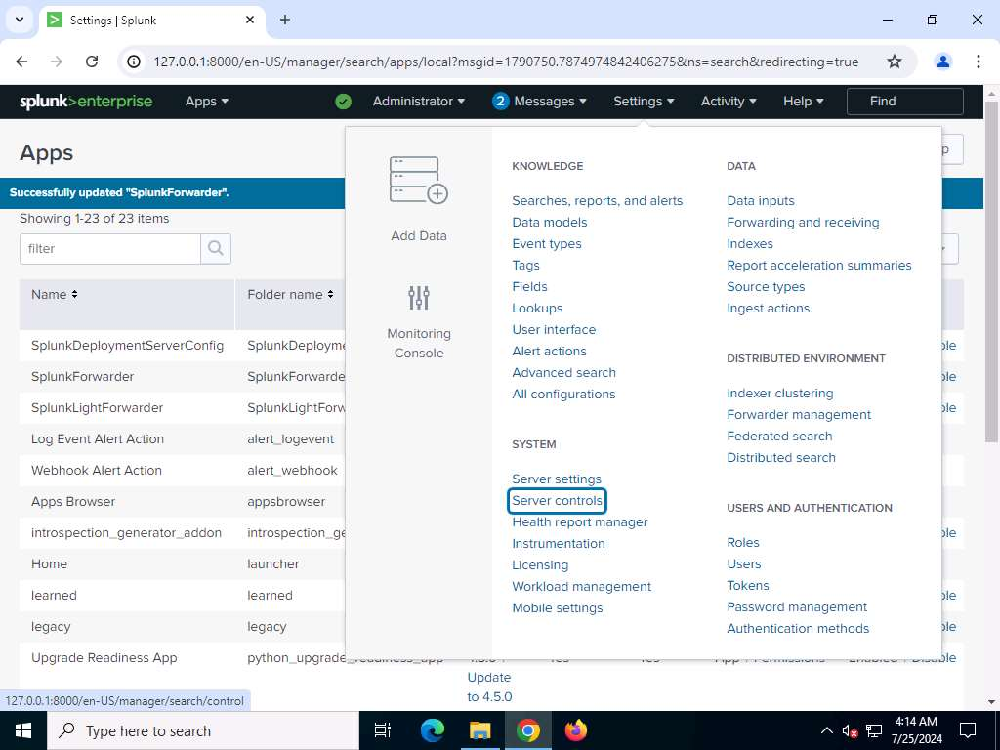 Settings | Splunk
127.0.0.1:8000/en-US/manager/search/apps/local?msgid=1790750.7874974842406275&ns=search&redirecting=true
splunk>enterprise Apps Administrator 2 Messages Settings Activity Help Find
Apps
Successfully updated "SplunkForwarder".
Showing 1-23 of 23 items
filter
Name Folder name
SplunkDeploymentServerConfig SplunkDeployme
SplunkForwarder SplunkForwarde
SplunkLightForwarder SplunkLightForw
Log Event Alert Action alert_logevent
Webhook Alert Action alert_webhook
Apps Browser appsbrowser
introspection_generator_addon introspection_ge
Home launcher
learned learned
legacy legacy
Upgrade Readiness App python_upgrade_readiness_app
Update
to 4.5.0
Add Data
Monitoring
Console
KNOWLEDGE
Searches, reports, and alerts
Data models
Event types
Tags
Fields
Lookups
User interface
Alert actions
Advanced search
All configurations
SYSTEM
Server settings
Server controls
Health report manager
Instrumentation
Licensing
Workload management
Mobile settings
DATA
Data inputs
Forwarding and receiving
Indexes
Report acceleration summaries
Source types
Ingest actions
DISTRIBUTED ENVIRONMENT
Indexer clustering
Forwarder management
Federated search
Distributed search
USERS AND AUTHENTICATION
Roles
Users
Tokens
Password management
Authentication methods
127.0.0.1:8000/en-US/manager/search/control
Type here to search
4:14 AM
7/25/2024